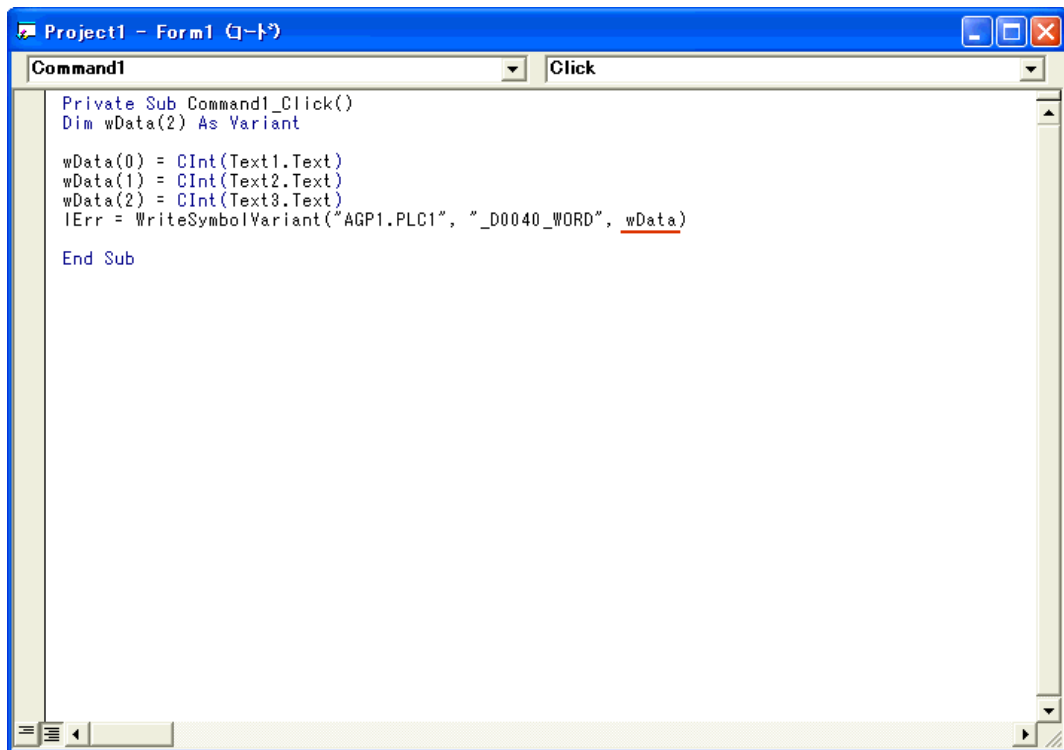 Project1 - Form1 (コード)
Command1 Click
Private Sub Command1_Click()
Dim wData(2) As Variant
wData(0) = CInt(Text1.Text)
wData(1) = CInt(Text2.Text)
wData(2) = CInt(Text3.Text)
lErr = WriteSymbolVariant("AGP1.PLC1", "_D0040_WORD", wData)
End Sub